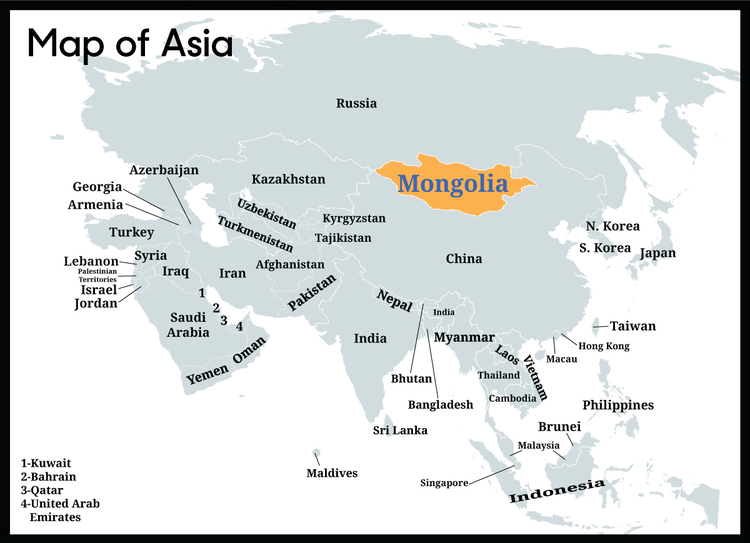 Map of Asia
Russia
Azerbaijan
Georgia
Armenia
Kazakhstan
Mongolia
Uzbekistan
Turkmenistan
Kyrgyzstan
Tajikistan
Turkey
N. Korea
S. Korea
Japan
Syria
Lebanon
Palestinian
Territories
Israel
Jordan
Iraq
Iran
Afghanistan
China
Pakistan
1
2
3
4
Saudi
Arabia
Nepal
India
India
Myanmar
Taiwan
Hong Kong
Macau
Oman
Yemen
Laos
Vietnam
Thailand
Cambodia
Bhutan
Bangladesh
Philippines
Sri Lanka
Brunei
Malaysia
Maldives
Singapore
Indonesia
1-Kuwait
2-Bahrain
3-Qatar
4-United Arab
Emirates